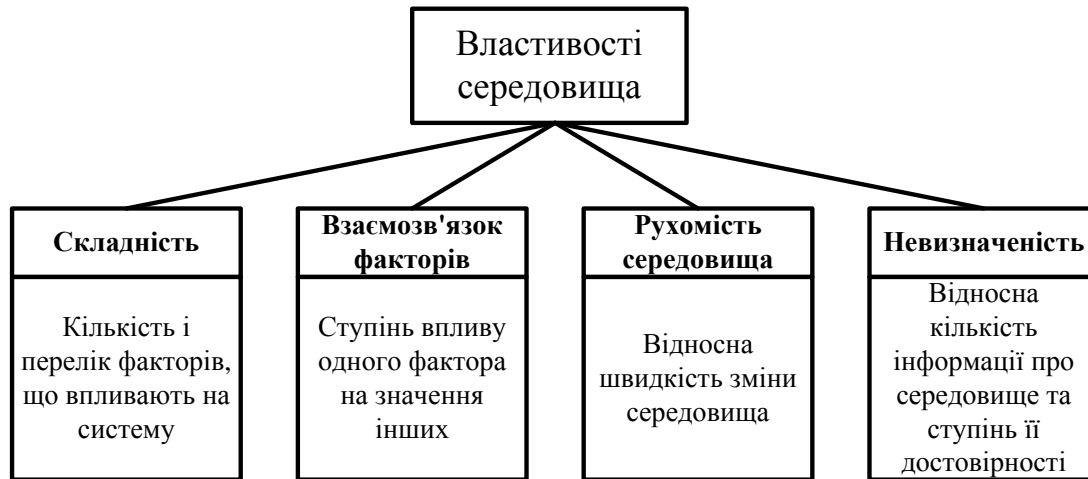 Властивості
середовища
Складність
Кількість і
перелік факторів,
що впливають на
систему
Взаємозв'язок
факторів
Ступінь впливу
одного фактора
на значення
інших
Рухомість
середовища
Відносна
швидкість зміни
середовища
Невизначеність
Відносна
кількість
інформації про
середовище та
ступінь її
достовірності